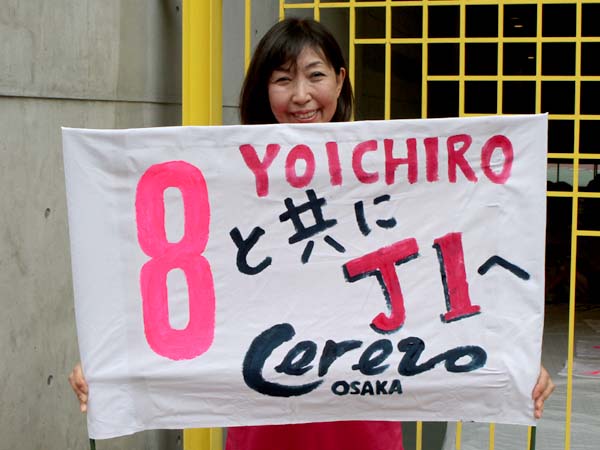 8
YOICHIRO
と共に
J1へ
Cerezo
OSAKA